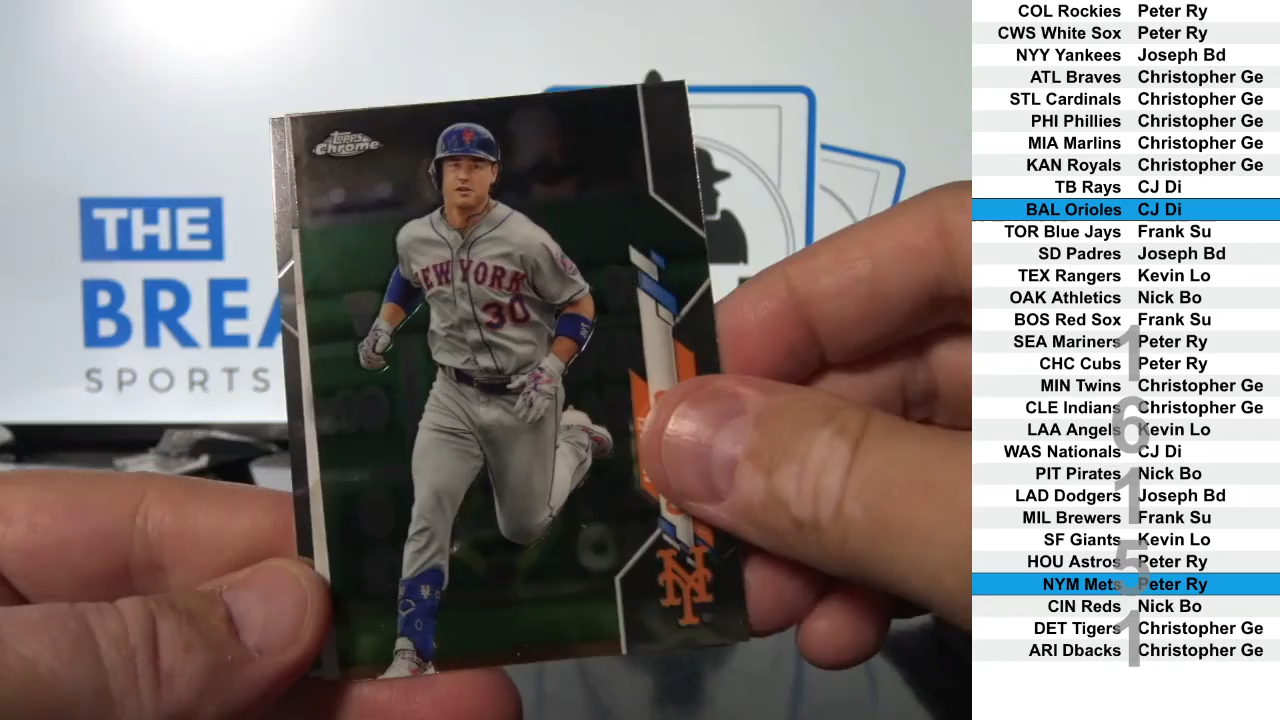 THE
BREA
SPORTS
Topps
Chrome
NEW YORK
30
NY
COL Rockies Peter Ry
CWS White Sox Peter Ry
NYY Yankees Joseph Bd
ATL Braves Christopher Ge
STL Cardinals Christopher Ge
PHI Phillies Christopher Ge
MIA Marlins Christopher Ge
KAN Royals Christopher Ge
TB Rays CJ Di
BAL Orioles CJ Di
TOR Blue Jays Frank Su
SD Padres Joseph Bd
TEX Rangers Kevin Lo
OAK Athletics Nick Bo
BOS Red Sox Frank Su
SEA Mariners Peter Ry
CHC Cubs Peter Ry
MIN Twins Christopher Ge
CLE Indians Christopher Ge
LAA Angels Kevin Lo
WAS Nationals CJ Di
PIT Pirates Nick Bo
LAD Dodgers Joseph Bd
MIL Brewers Frank Su
SF Giants Kevin Lo
HOU Astros Peter Ry
NYM Mets Peter Ry
CIN Reds Nick Bo
DET Tigers Christopher Ge
ARI Dbacks Christopher Ge
1
6
1
5
1